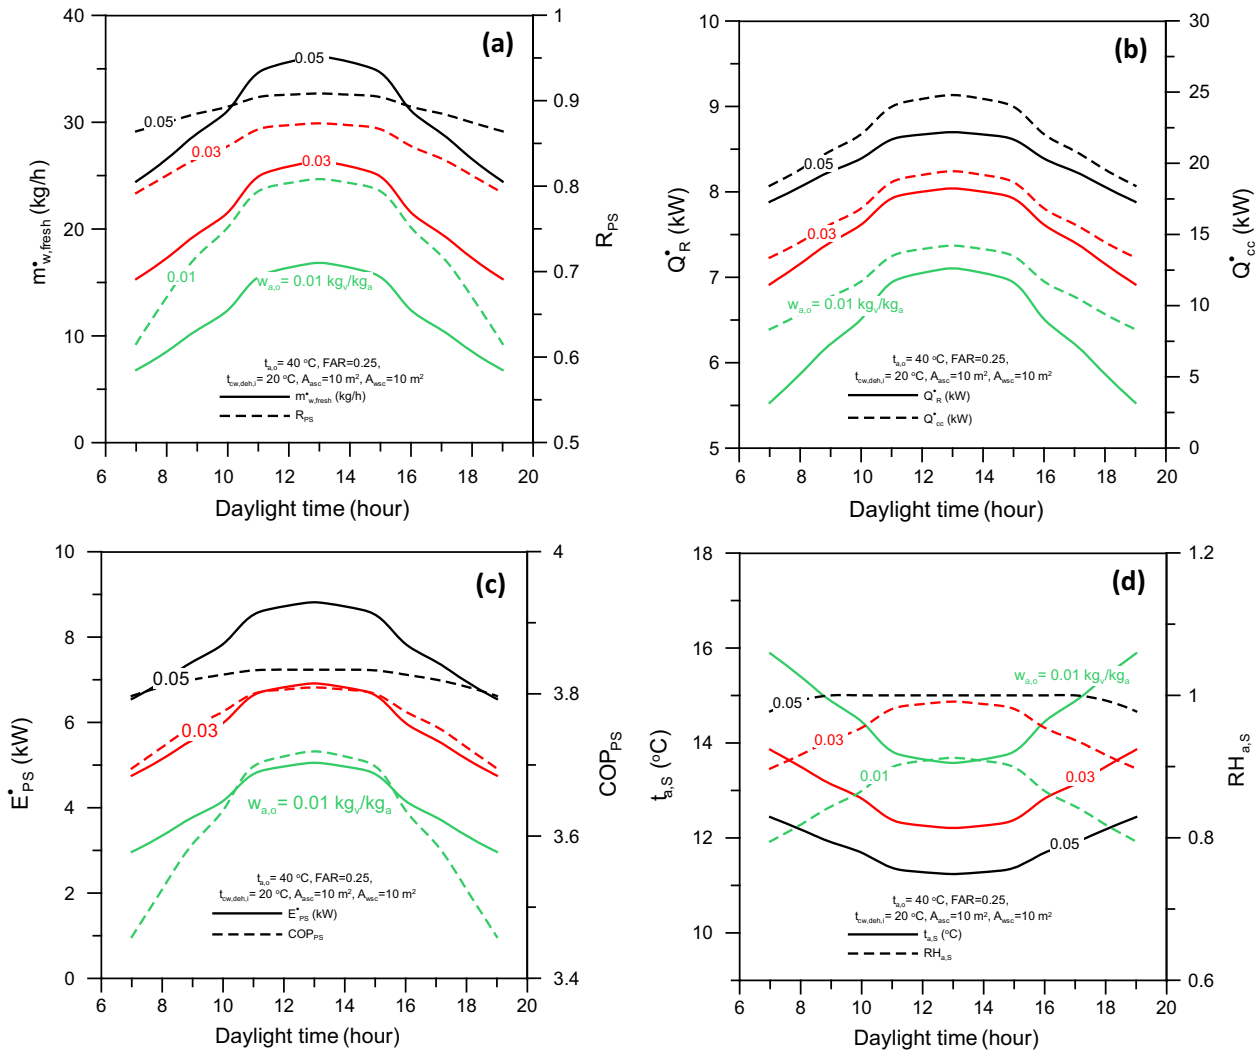 (a)
40
30
20
10
0
1
0.9
0.8
0.7
0.6
0.5
ṁw,fresh (kg/h)
RPS
0.05
0.05
0.03
0.03
0.01
wa,o= 0.01 kgv/kga
ta,o= 40 °C, FAR=0.25,
tcw,deh,i= 20 °C, Aasc=10 m², Awsc=10 m²
m•w,fresh (kg/h)
RPS
6 8 10 12 14 16 18 20
Daylight time (hour)
(b)
10
9
8
7
6
5
30
25
20
15
10
5
0
Q•R (kW)
Q•cc (kW)
0.05
0.03
wa,o= 0.01 kgv/kga
ta,o= 40 °C, FAR=0.25,
tcw,deh,i= 20 °C, Aasc=10 m², Awsc=10 m²
Q•R (kW)
Q•cc (kW)
6 8 10 12 14 16 18 20
Daylight time (hour)
(c)
10
8
6
4
2
0
4
3.8
3.6
3.4
E•PS (kW)
COPPS
0.05
0.03
wa,o= 0.01 kgv/kga
ta,o= 40 °C, FAR=0.25,
tcw,deh,i= 20 °C, Aasc=10 m², Awsc=10 m²
E•PS (kW)
COPPS
6 8 10 12 14 16 18 20
Daylight time (hour)
(d)
18
16
14
12
10
1.2
1
0.8
0.6
ta,S (°C)
RHa,S
wa,o= 0.01 kgv/kga
0.05
0.03
0.01
0.03
0.05
ta,o= 40 °C, FAR=0.25,
tcw,deh,i= 20 °C, Aasc=10 m², Awsc=10 m²
ta,S (°C)
RHa,S
6 8 10 12 14 16 18 20
Daylight time (hour)